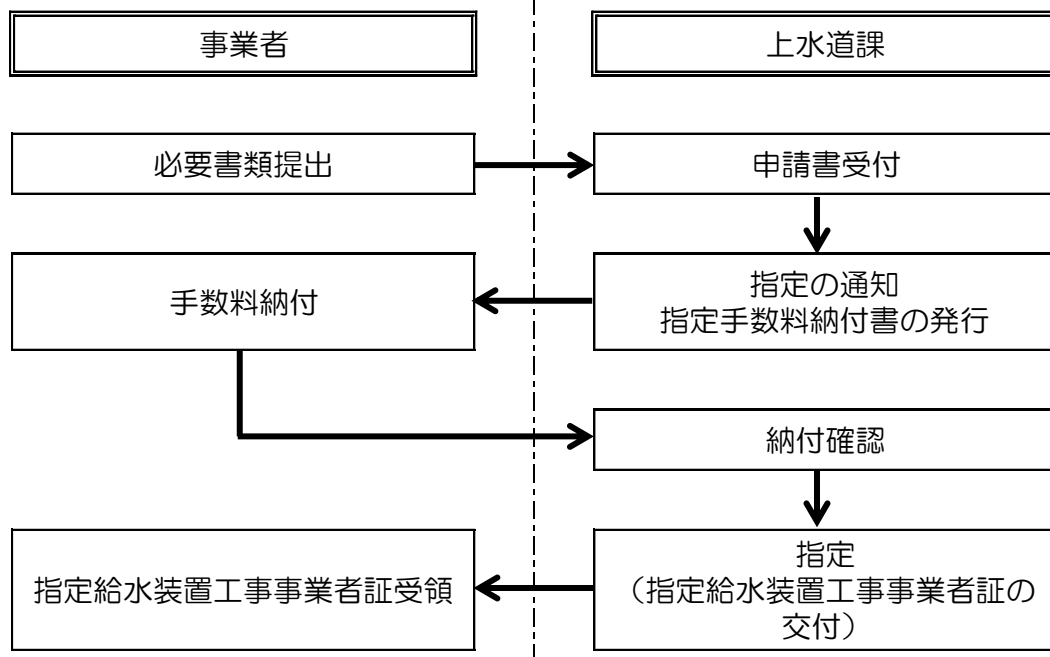 事業者
上水道課
必要書類提出
申請書受付
手数料納付
指定の通知
指定手数料納付書の発行
納付確認
指定給水装置工事事業者証受領
指定
（指定給水装置工事事業者証の
交付）